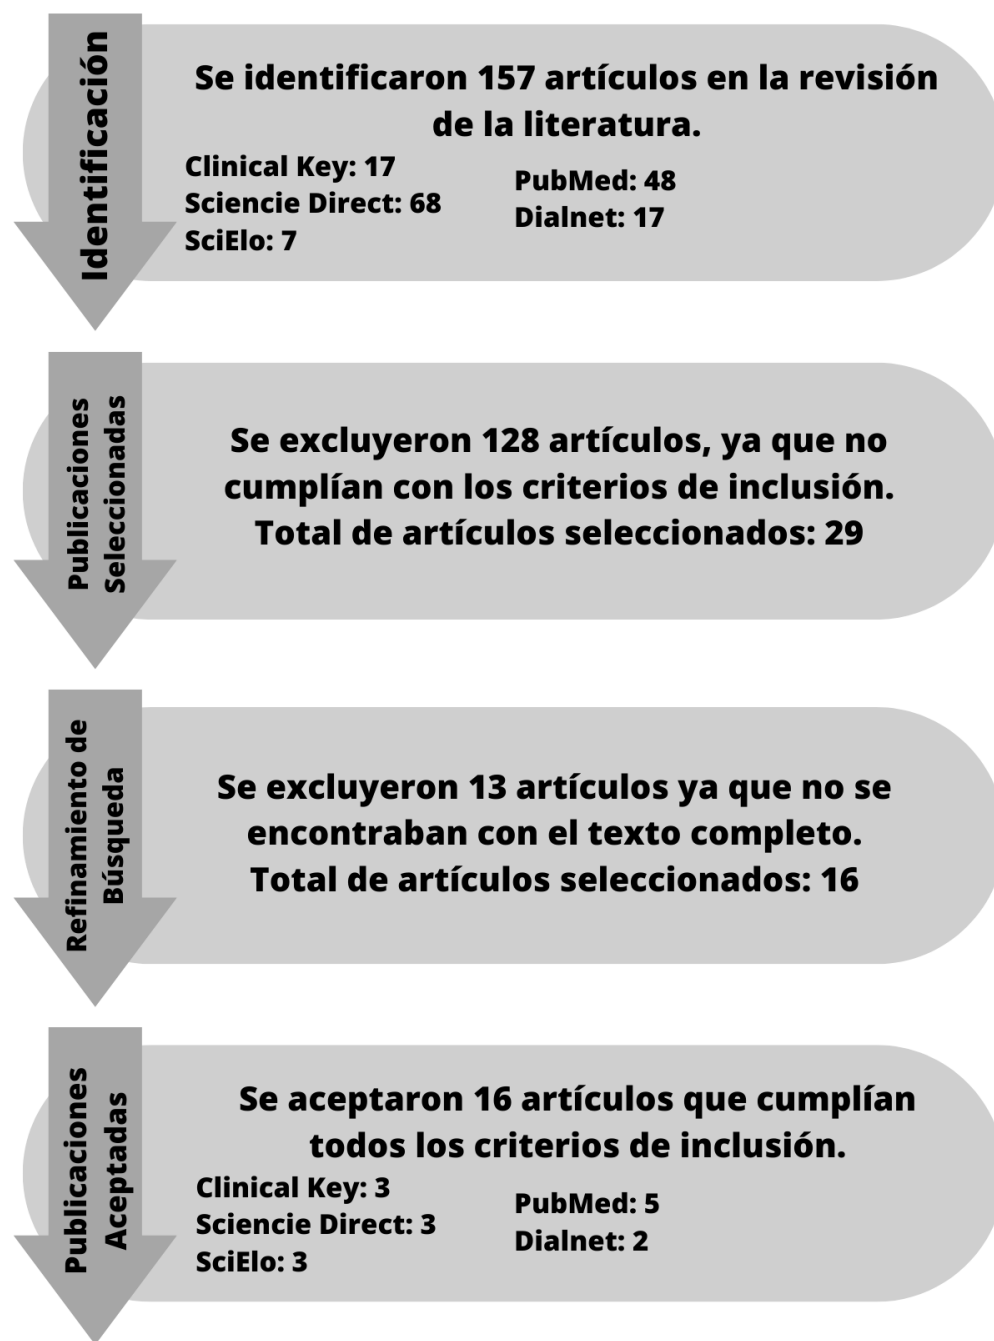 Identificación
Se identificaron 157 artículos en la revisión
de la literatura.
Clinical Key: 17
Sciencie Direct: 68
SciElo: 7
PubMed: 48
Dialnet: 17
Publicaciones
Seleccionadas
Se excluyeron 128 artículos, ya que no
cumplían con los criterios de inclusión.
Total de artículos seleccionados: 29
Refinamiento de
Búsqueda
Se excluyeron 13 artículos ya que no se
encontraban con el texto completo.
Total de artículos seleccionados: 16
Publicaciones
Aceptadas
Se aceptaron 16 artículos que cumplían
todos los criterios de inclusión.
Clinical Key: 3
Sciencie Direct: 3
SciElo: 3
PubMed: 5
Dialnet: 2